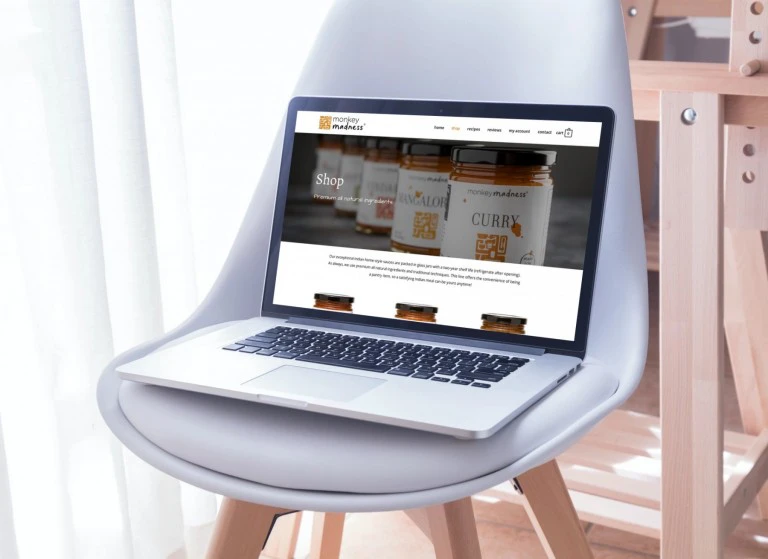 monkey
madness
home shop recipes reviews my account contact cart 0
Shop
Premium all natural ingredients
monkey madness
MANGALOR
monkey madness
CURRY
Our exceptional Indian home-style sauces are packed in glass jars with a two year shelf life (refrigerate after opening).
As always, we use premium all-natural ingredients and traditional techniques. This line offers the convenience of being
a pantry item, so a satisfying Indian meal can be yours anytime!